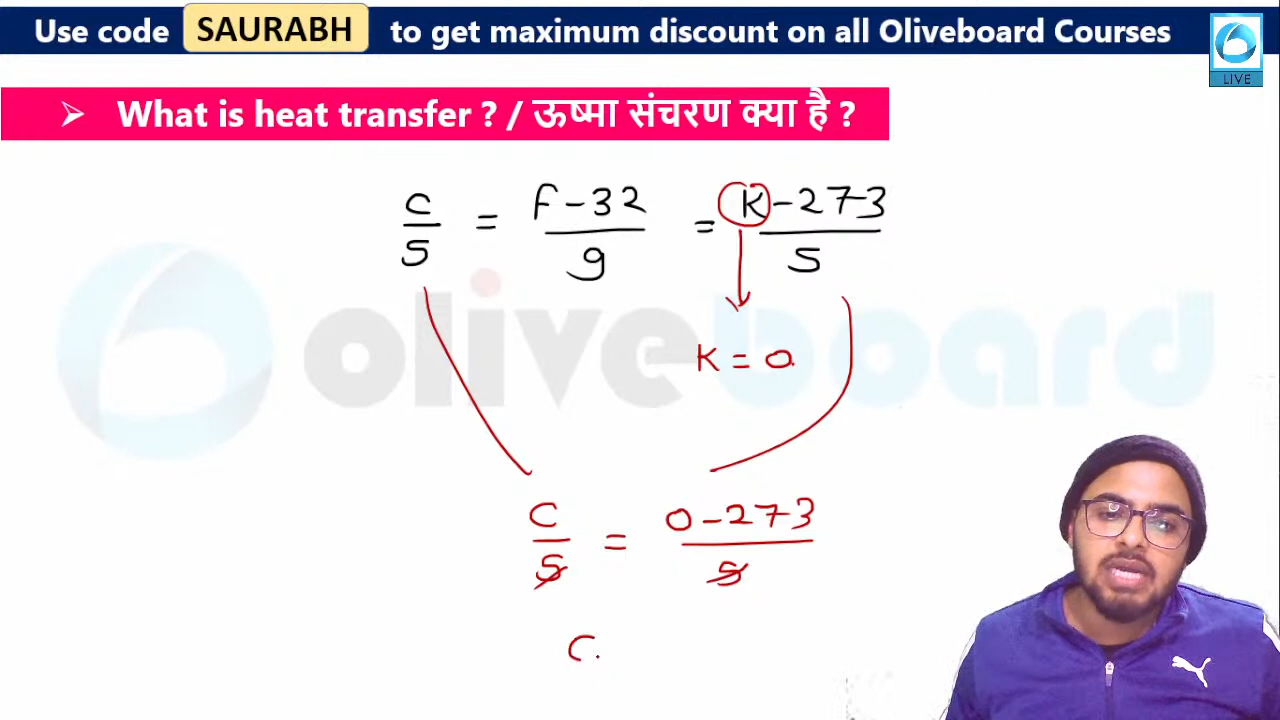 Use code SAURABH to get maximum discount on all Oliveboard Courses
LIVE
➢ What is heat transfer ? / ऊष्मा संचरण क्या है ?
C/5 = F-32/9 = K-273/5
K = 0
oliveboard
C/5 = 0-273/5
C.